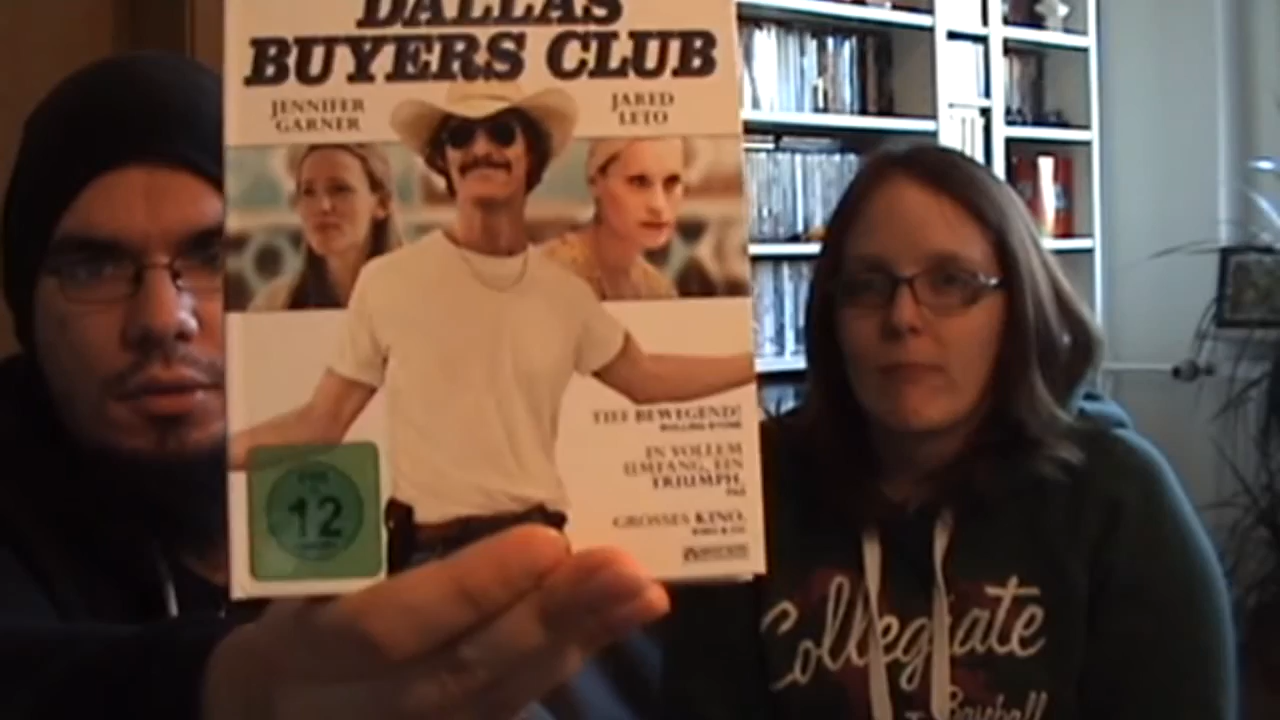 DALLAS
BUYERS CLUB
JENNIFER
GARNER
JARED
LETO
TIEF BEWEGEND!
ROLLING STONE
IN VOLLEM
UMFANG, EIN
TRIUMPH.
GROSSES KINO.
12
Collegiate
Baseball